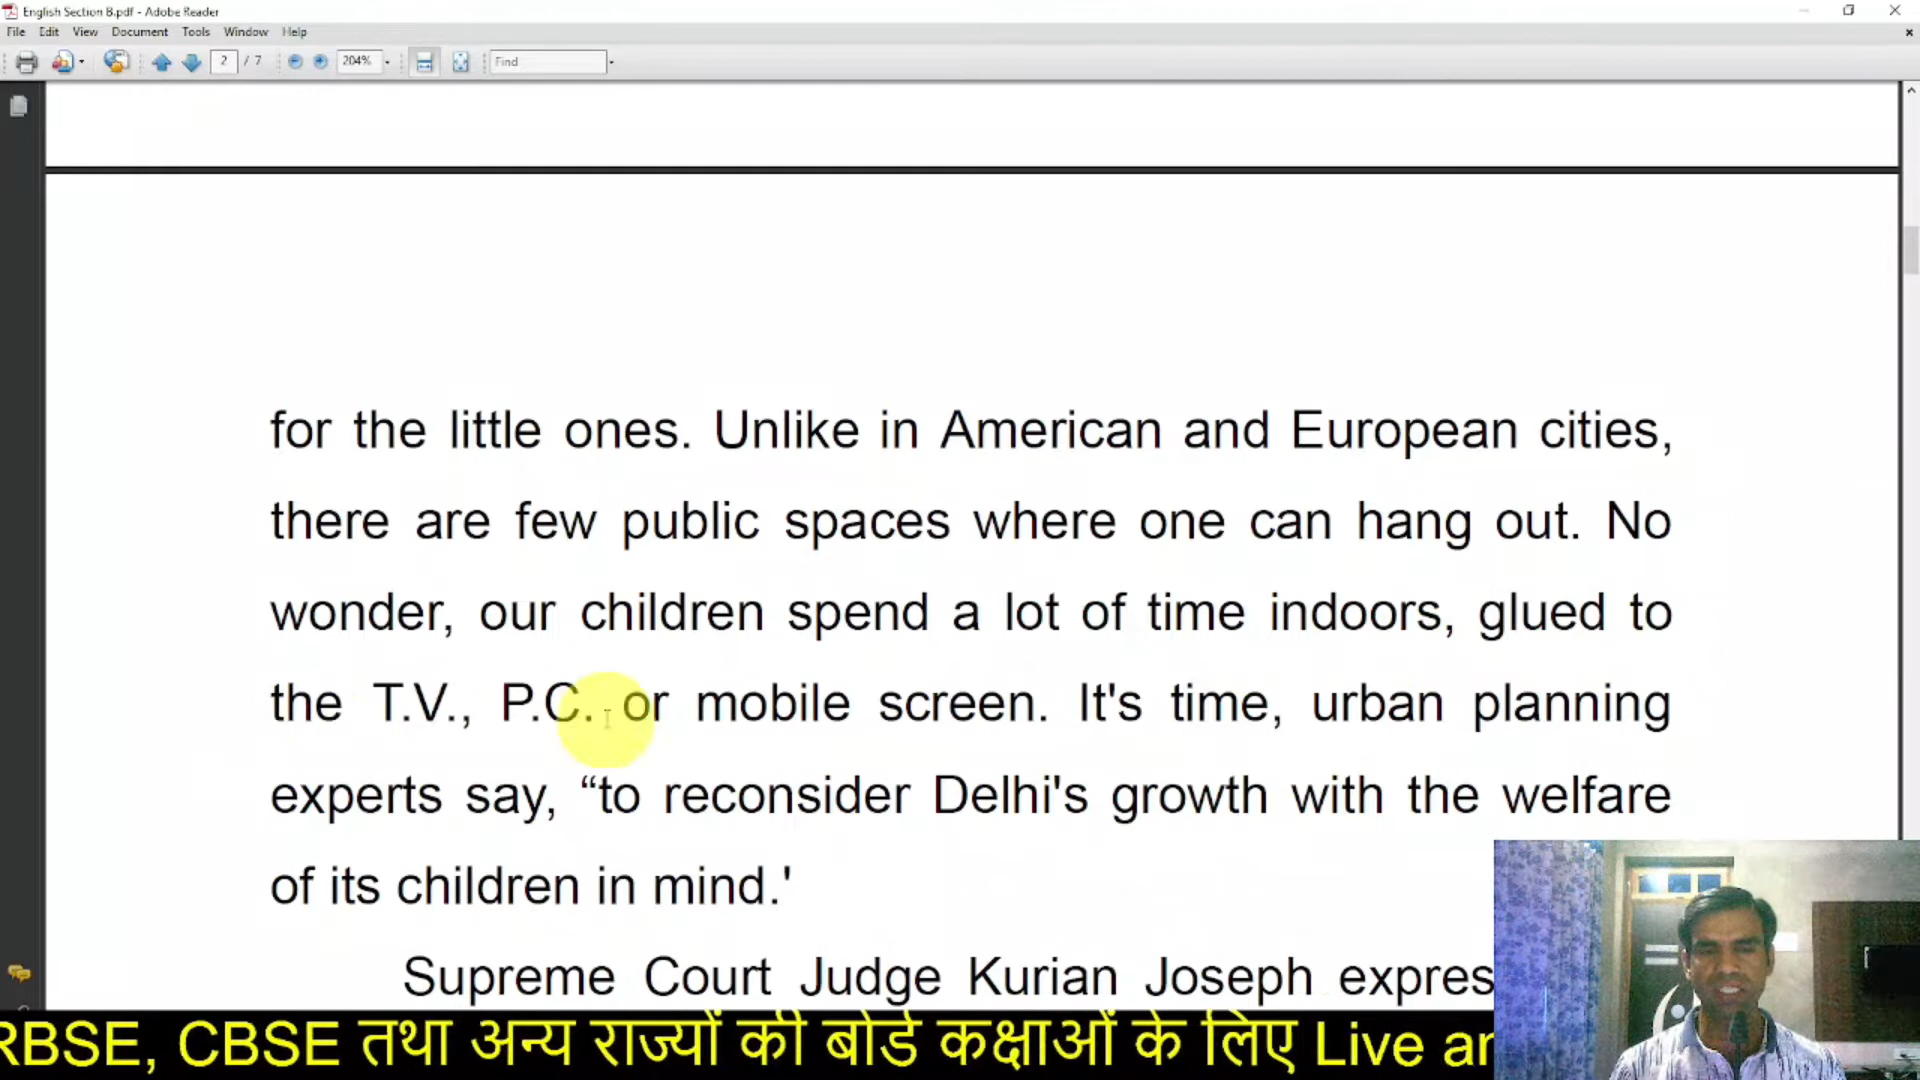 English Section B.pdf - Adobe Reader
File Edit View Document Tools Window Help
2 / 7 204% Find
for the little ones. Unlike in American and European cities,
there are few public spaces where one can hang out. No
wonder, our children spend a lot of time indoors, glued to
the T.V., P.C. or mobile screen. It's time, urban planning
experts say, “to reconsider Delhi's growth with the welfare
of its children in mind.'
Supreme Court Judge Kurian Joseph expres
RBSE, CBSE तथा अन्य राज्यों की बोर्ड कक्षाओं के लिए Live an